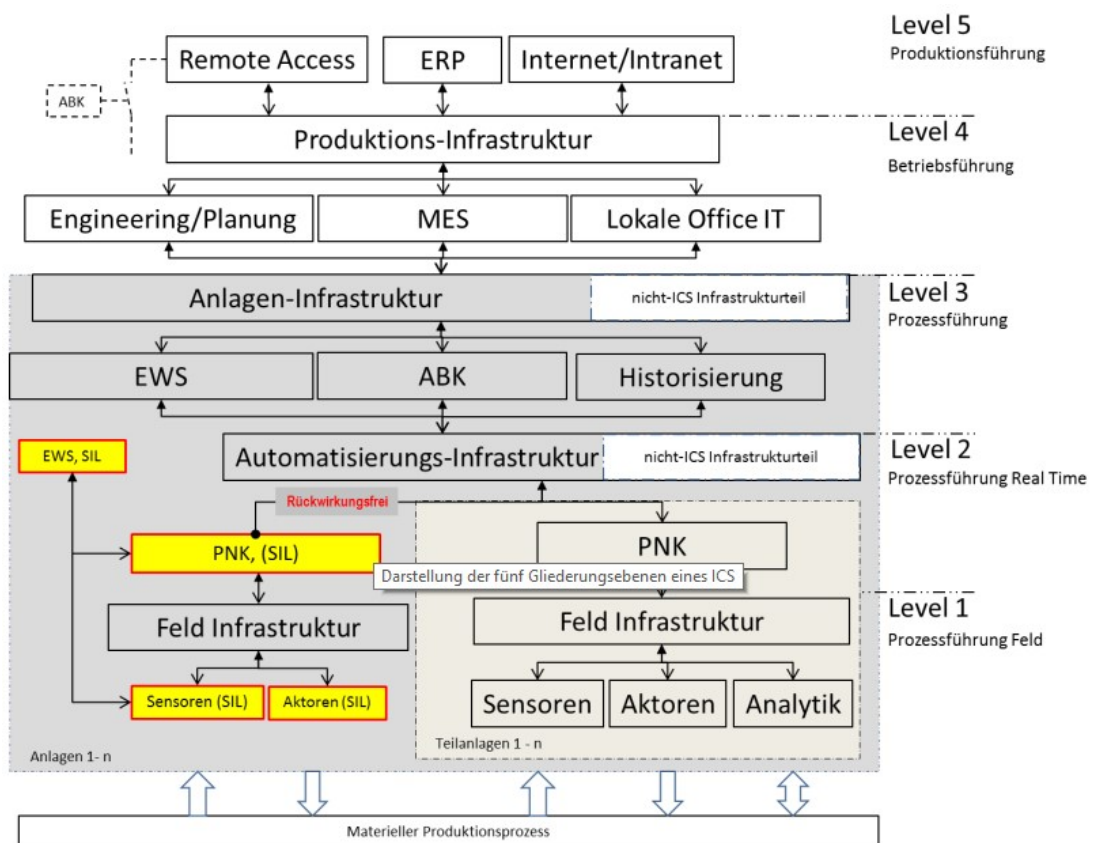 Level 5
Produktionsführung
Remote Access
ERP
Internet/Intranet
ABK
Produktions-Infrastruktur
Level 4
Betriebsführung
Engineering/Planung
MES
Lokale Office IT
Anlagen-Infrastruktur
nicht-ICS Infrastrukturteil
Level 3
Prozessführung
EWS
ABK
Historisierung
EWS, SIL
Automatisierungs-Infrastruktur
nicht-ICS Infrastrukturteil
Level 2
Prozessführung Real Time
Rückwirkungsfrei
PNK, (SIL)
PNK
Darstellung der fünf Gliederungsebenen eines ICS
Level 1
Prozessführung Feld
Feld Infrastruktur
Feld Infrastruktur
Sensoren (SIL)
Aktoren (SIL)
Sensoren
Aktoren
Analytik
Anlagen 1- n
Teilanlagen 1 - n
Materieller Produktionsprozess